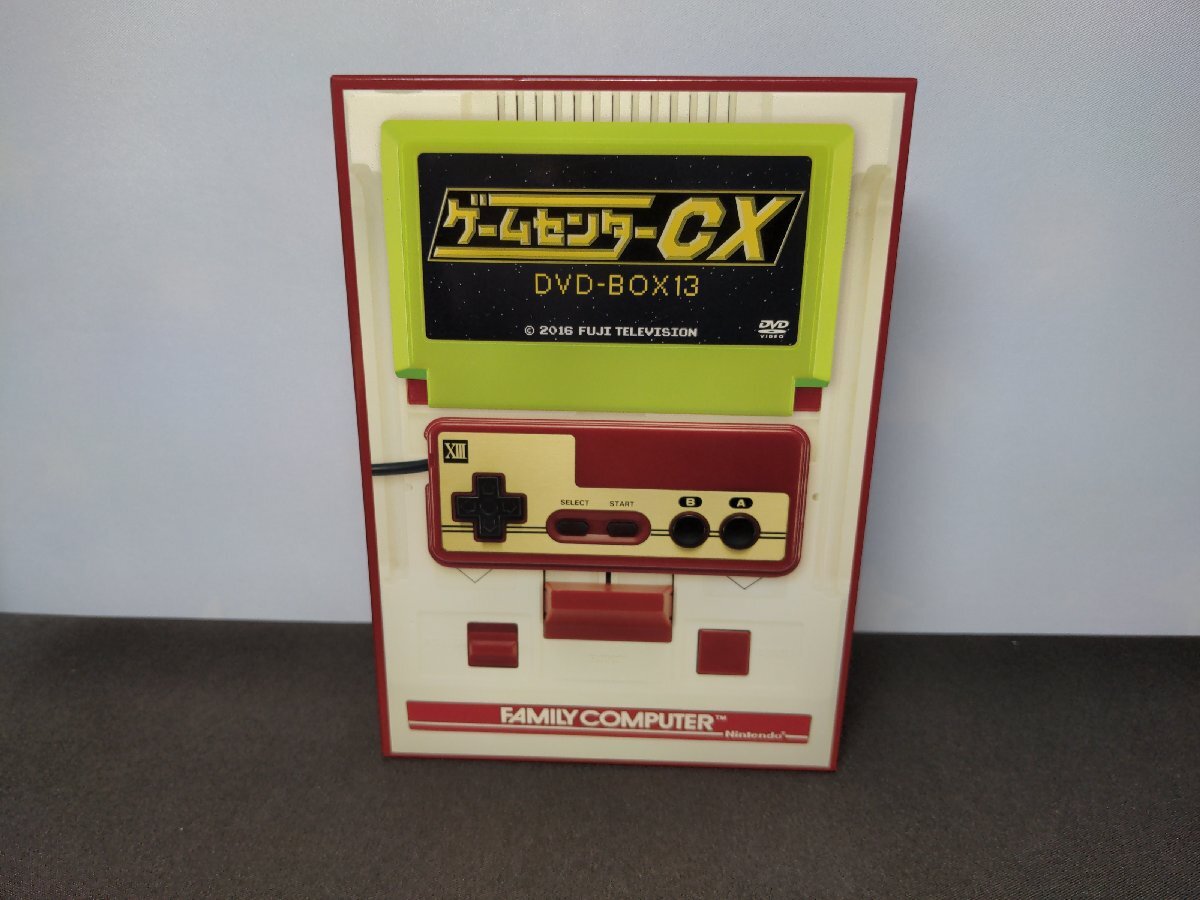 ゲームセンターCX
DVD-BOX13
© 2016 FUJI TELEVISION
DVD
VIDEO
XIII
SELECT START
B A
FAMILY COMPUTER™
Nintendo®